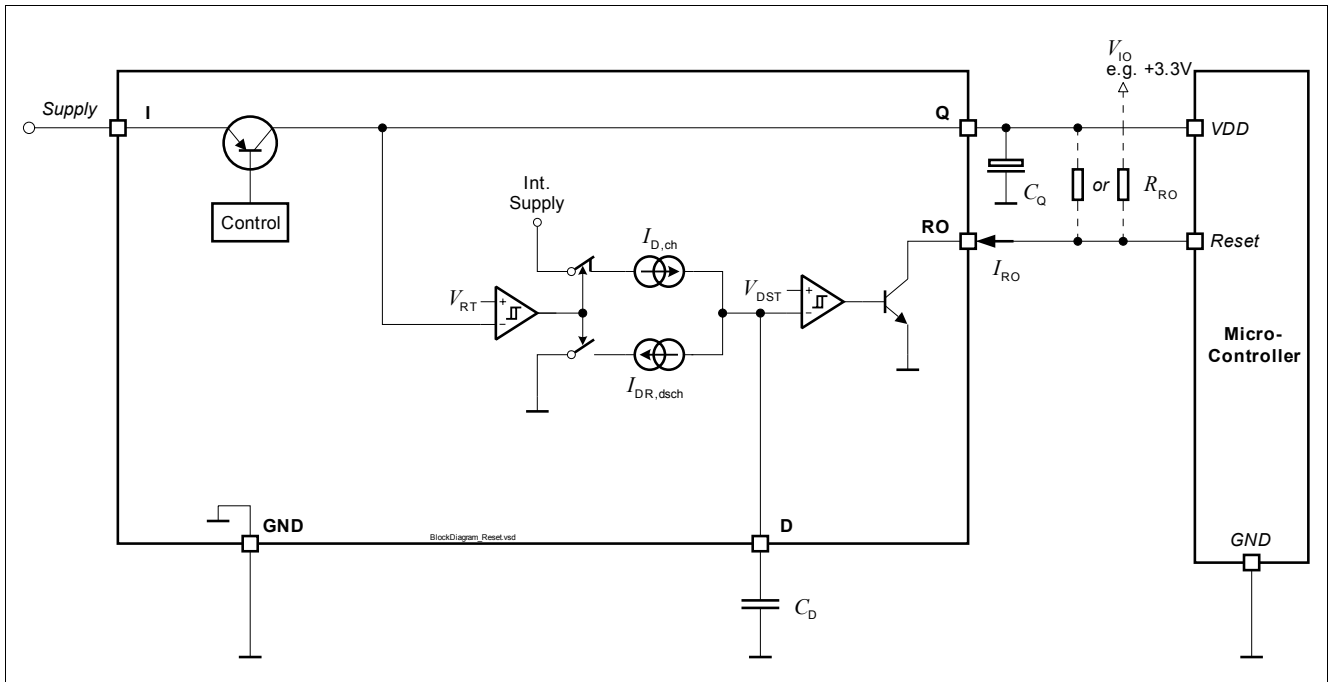 V_IO
e.g. +3.3V
Supply
I
Q
VDD
Int.
Supply
C_Q
or
R_RO
Control
RO
Reset
I_D,ch
I_RO
V_RT
+
−
V_DST
+
−
Micro-
Controller
I_DR,dsch
GND
BlockDiagram_Reset.vsd
D
GND
C_D